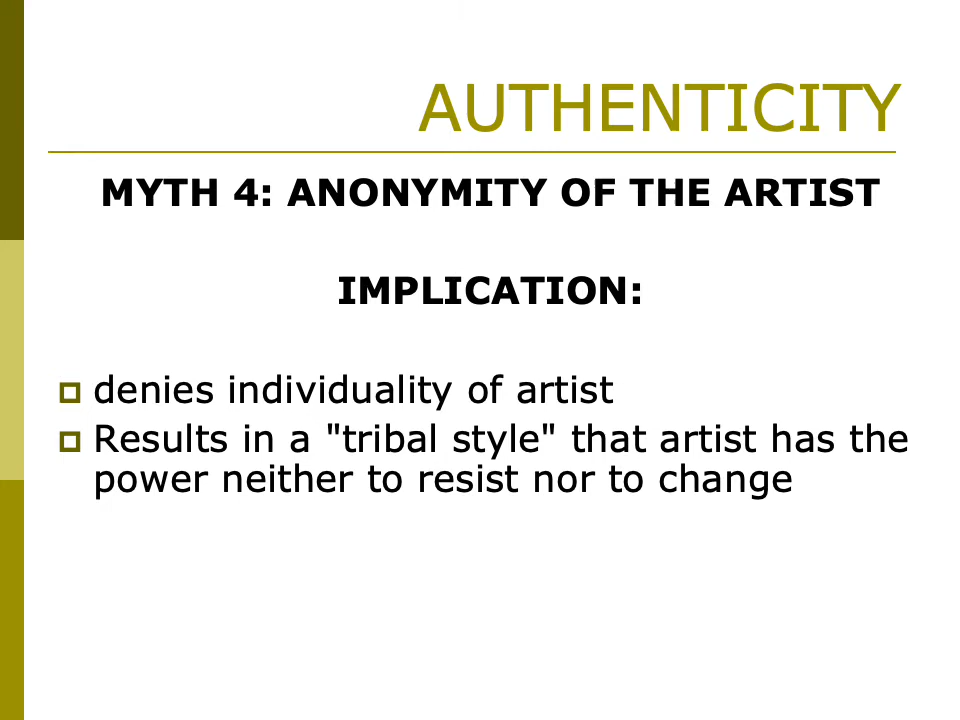 AUTHENTICITY
MYTH 4: ANONYMITY OF THE ARTIST
IMPLICATION:
denies individuality of artist
Results in a "tribal style" that artist has the
power neither to resist nor to change